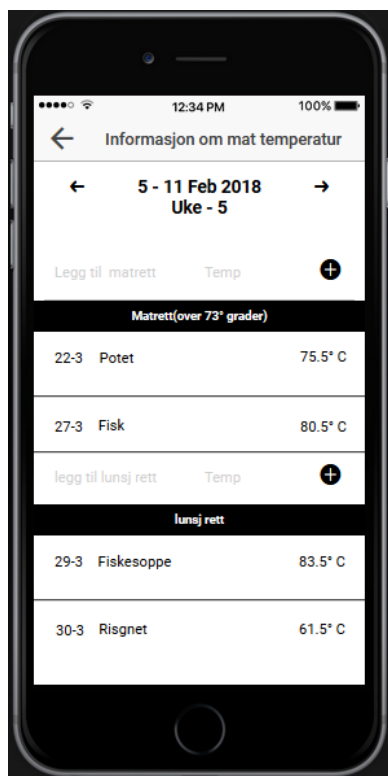 12:34 PM 100%
Informasjon om mat temperatur
5 - 11 Feb 2018
Uke - 5
Legg til matrett Temp
Matrett(over 73° grader)
22-3 Potet 75.5° C
27-3 Fisk 80.5° C
legg til lunsj rett Temp
lunsj rett
29-3 Fiskesoppe 83.5° C
30-3 Risgnet 61.5° C